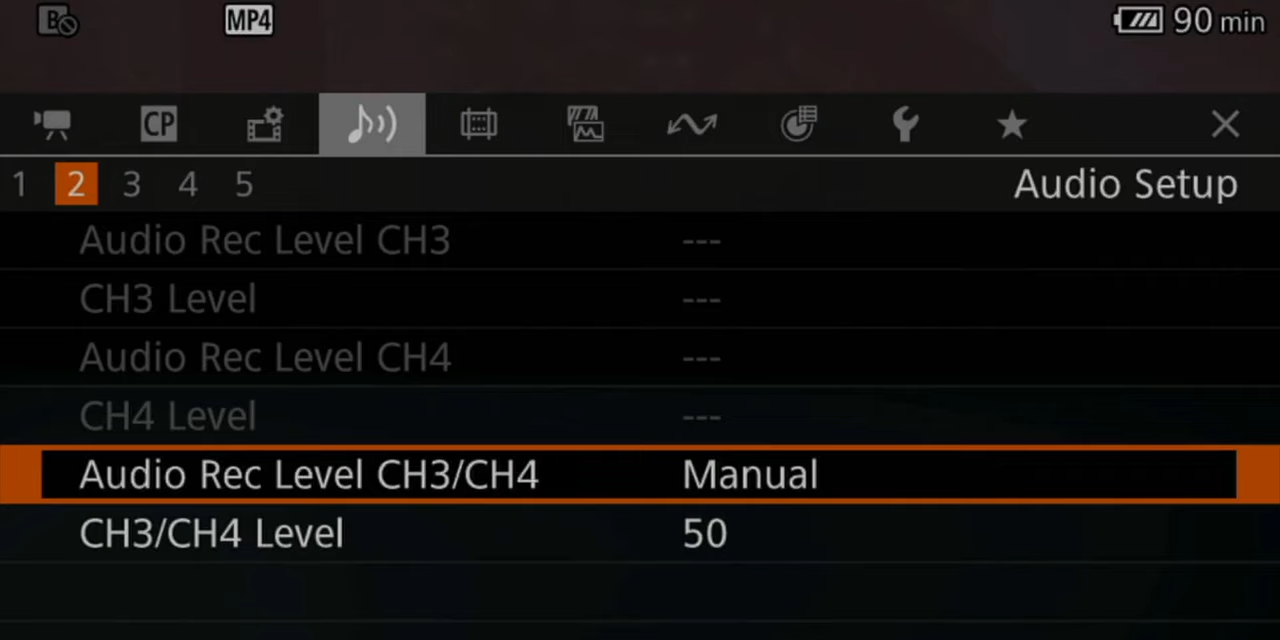 B MP4 90 min
CP
1 2 3 4 5 Audio Setup
Audio Rec Level CH3 ---
CH3 Level ---
Audio Rec Level CH4 ---
CH4 Level ---
Audio Rec Level CH3/CH4 Manual
CH3/CH4 Level 50